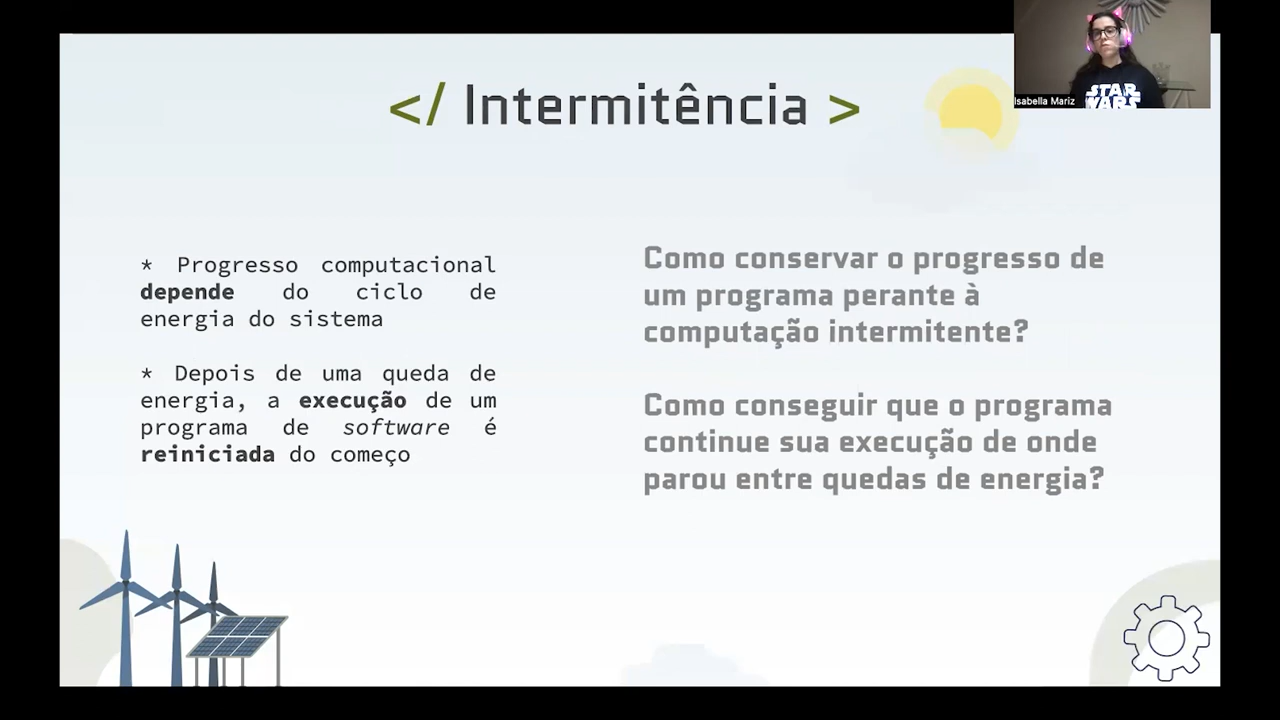 </ Intermitência >
STAR
WARS
Isabella Mariz
* Progresso computacional
depende do ciclo de
energia do sistema
* Depois de uma queda de
energia, a execução de um
programa de software é
reiniciada do começo
Como conservar o progresso de
um programa perante à
computação intermitente?
Como conseguir que o programa
continue sua execução de onde
parou entre quedas de energia?